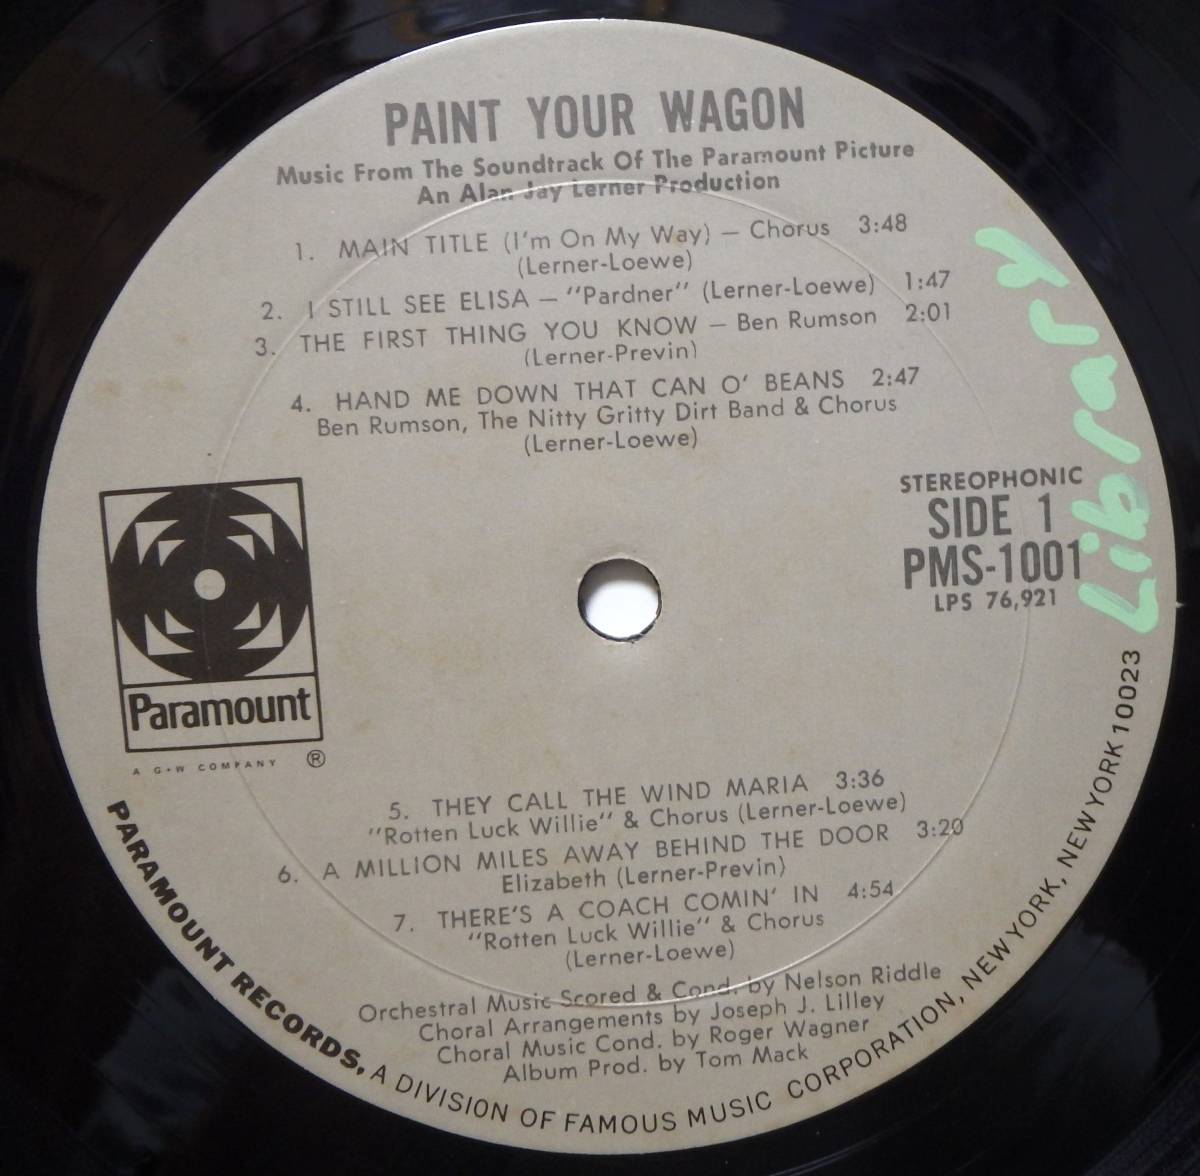 PAINT YOUR WAGON
Music From The Soundtrack Of The Paramount Picture
An Alan Jay Lerner Production
1. MAIN TITLE (I'm On My Way) — Chorus 3:48
(Lerner-Loewe)
2. I STILL SEE ELISA — "Pardner" (Lerner-Loewe) 1:47
3. THE FIRST THING YOU KNOW — Ben Rumson 2:01
(Lerner-Previn)
4. HAND ME DOWN THAT CAN O' BEANS 2:47
Ben Rumson, The Nitty Gritty Dirt Band & Chorus
(Lerner-Loewe)
STEREOPHONIC
SIDE 1
PMS-1001
LPS 76,921
Library
Paramount
A G+W COMPANY ®
5. THEY CALL THE WIND MARIA 3:36
"Rotten Luck Willie" & Chorus (Lerner-Loewe)
6. A MILLION MILES AWAY BEHIND THE DOOR 3:20
Elizabeth (Lerner-Previn)
7. THERE'S A COACH COMIN' IN 4:54
"Rotten Luck Willie" & Chorus
(Lerner-Loewe)
Orchestral Music Scored & Cond. by Nelson Riddle
Choral Arrangements by Joseph J. Lilley
Choral Music Cond. by Roger Wagner
Album Prod. by Tom Mack
PARAMOUNT RECORDS, A DIVISION OF FAMOUS MUSIC CORPORATION, NEW YORK, NEW YORK 10023